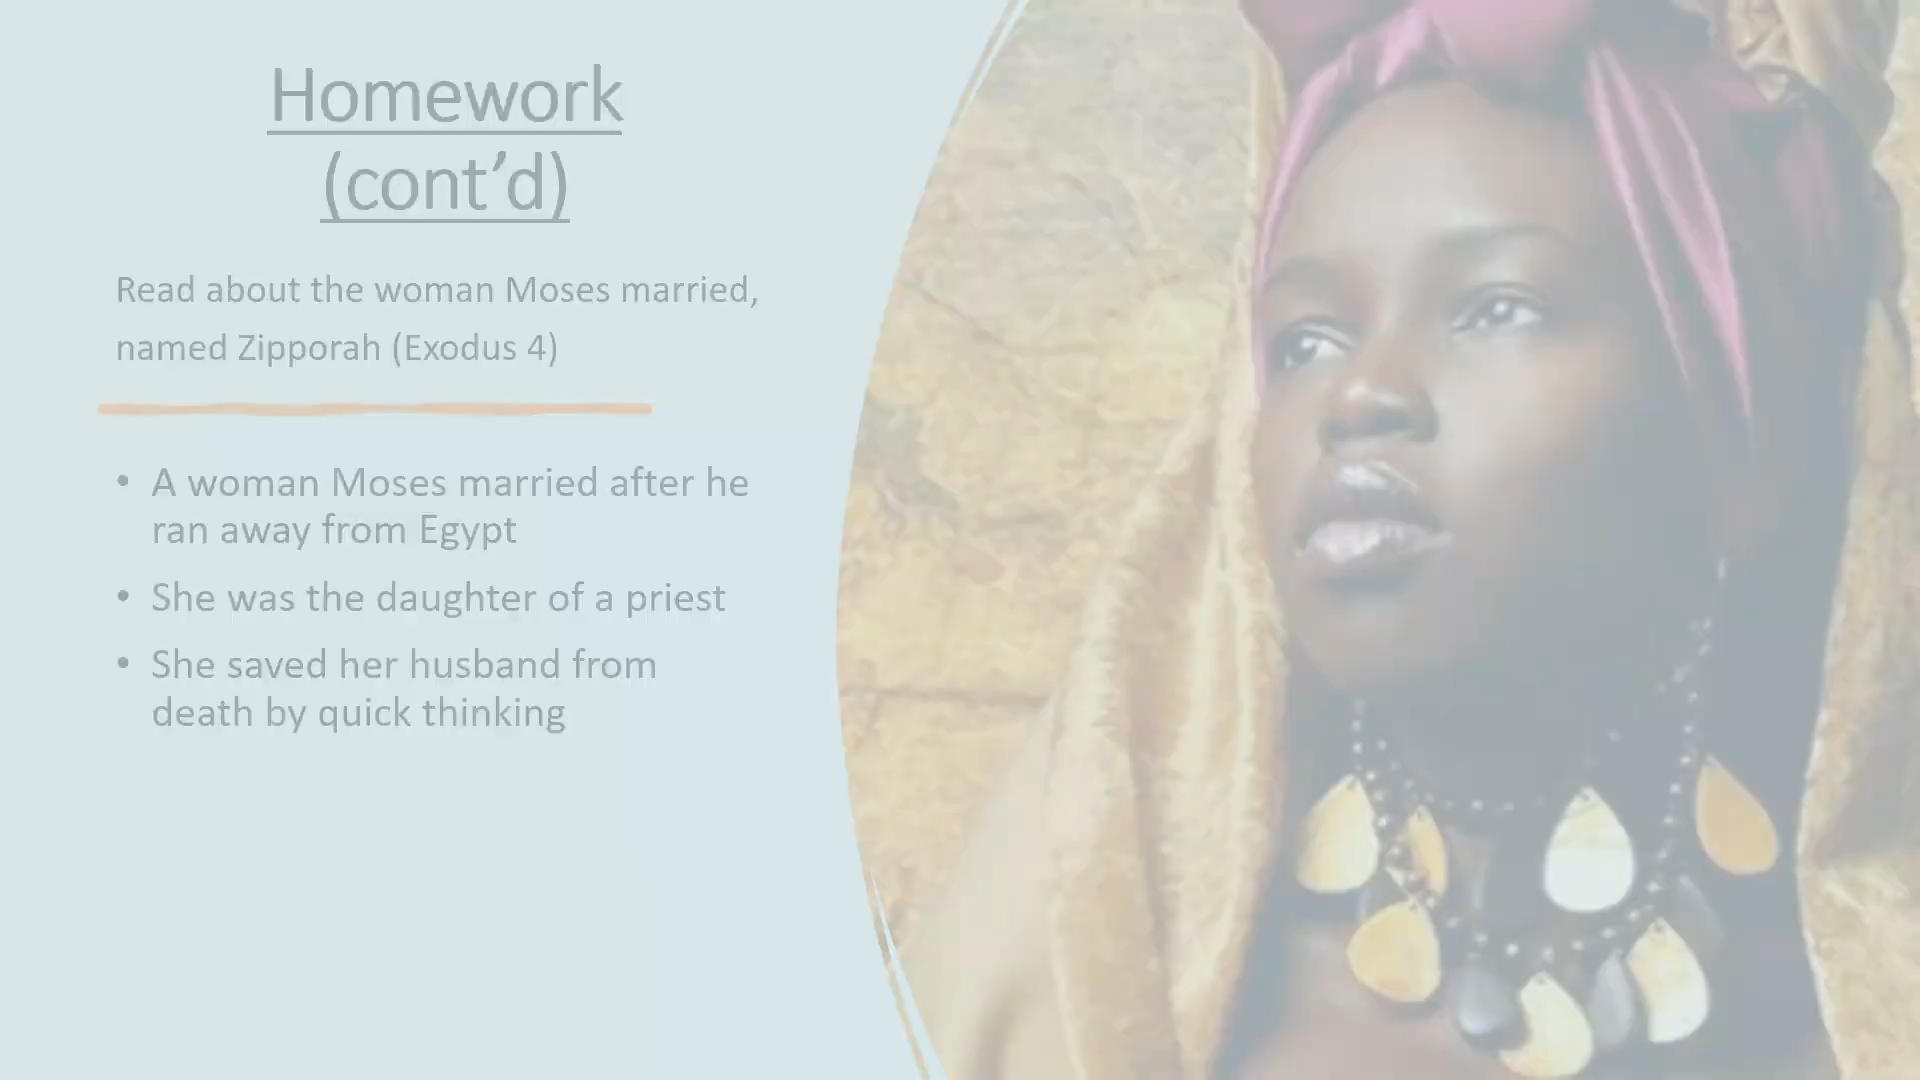 Homework
(cont’d)
Read about the woman Moses married,
named Zipporah (Exodus 4)
• A woman Moses married after he
ran away from Egypt
• She was the daughter of a priest
• She saved her husband from
death by quick thinking